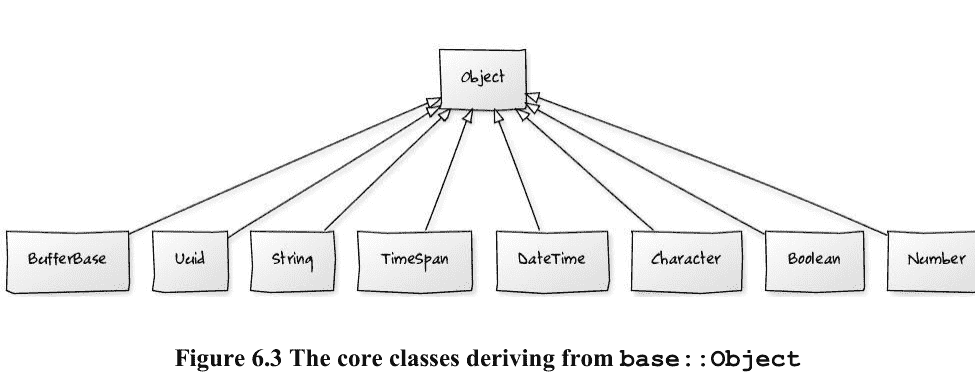 Object
BufferBase Uuid String TimeSpan DateTime Character Boolean Number
Figure 6.3 The core classes deriving from base::Object